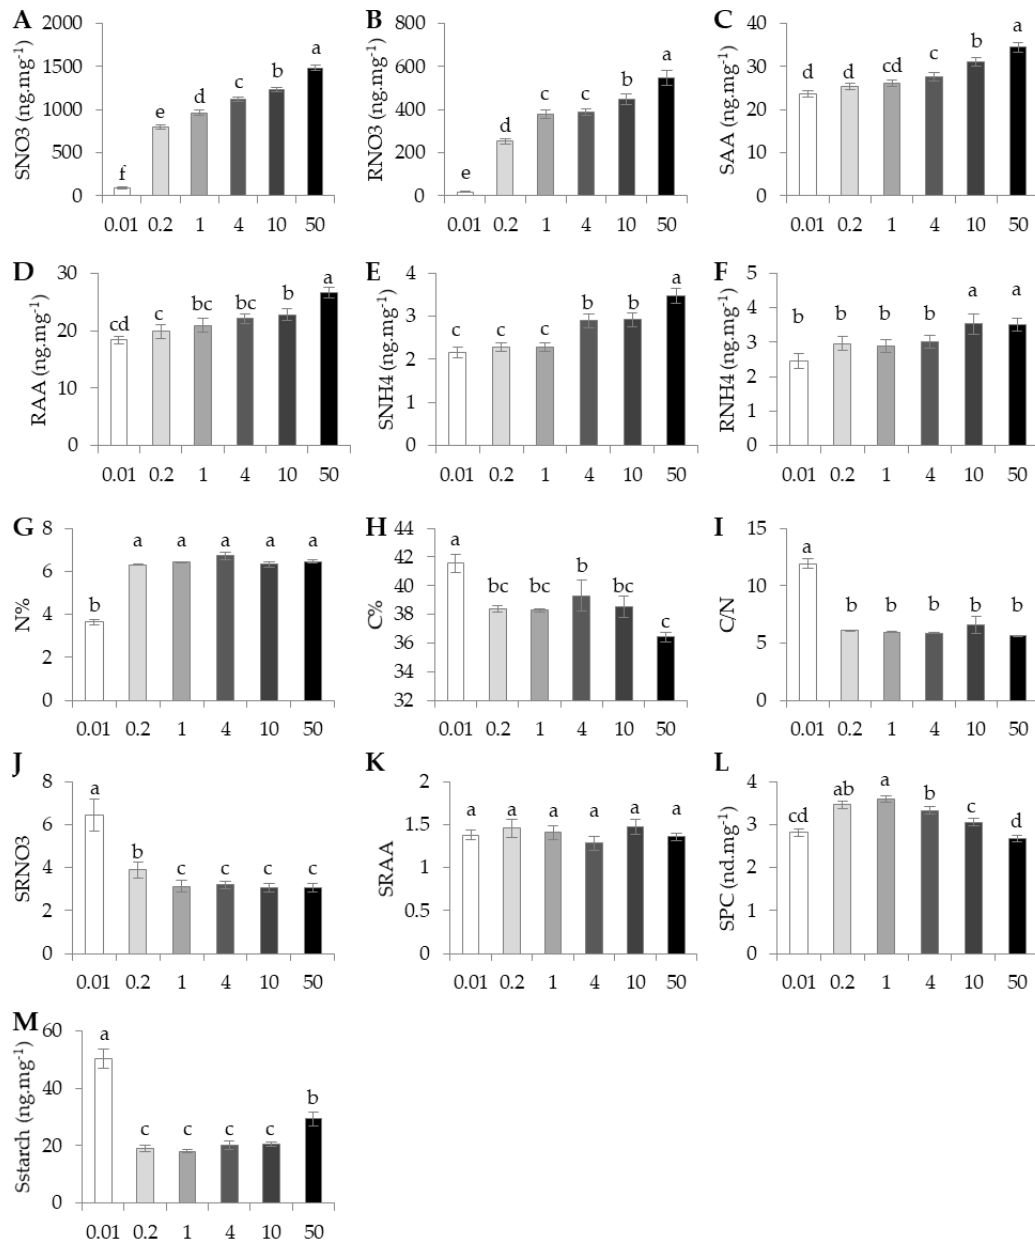 A
SNO3 (ng.mg-1)
2000
1500
1000
500
0
f e d c b a
0.01 0.2 1 4 10 50
B
RNO3 (ng.mg-1)
800
600
400
200
0
e d c c b a
0.01 0.2 1 4 10 50
C
SAA (ng.mg-1)
40
30
20
10
0
d d cd c b a
0.01 0.2 1 4 10 50
D
RAA (ng.mg-1)
30
20
10
0
cd c bc bc b a
0.01 0.2 1 4 10 50
E
SNH4 (ng.mg-1)
4
3
2
1
0
c c c b b a
0.01 0.2 1 4 10 50
F
RNH4 (ng.mg-1)
5
4
3
2
1
0
b b b b a a
0.01 0.2 1 4 10 50
G
N%
8
6
4
2
0
b a a a a a
0.01 0.2 1 4 10 50
H
C%
44
42
40
38
36
34
32
a bc bc b bc c
0.01 0.2 1 4 10 50
I
C/N
15
10
5
0
a b b b b b
0.01 0.2 1 4 10 50
J
SRNO3
8
6
4
2
0
a b c c c c
0.01 0.2 1 4 10 50
K
SRAA
2
1.5
1
0.5
0
a a a a a a
0.01 0.2 1 4 10 50
L
SPC (nd.mg-1)
4
3
2
1
0
cd ab a b c d
0.01 0.2 1 4 10 50
M
Sstarch (ng.mg-1)
60
40
20
0
a c c c c b
0.01 0.2 1 4 10 50